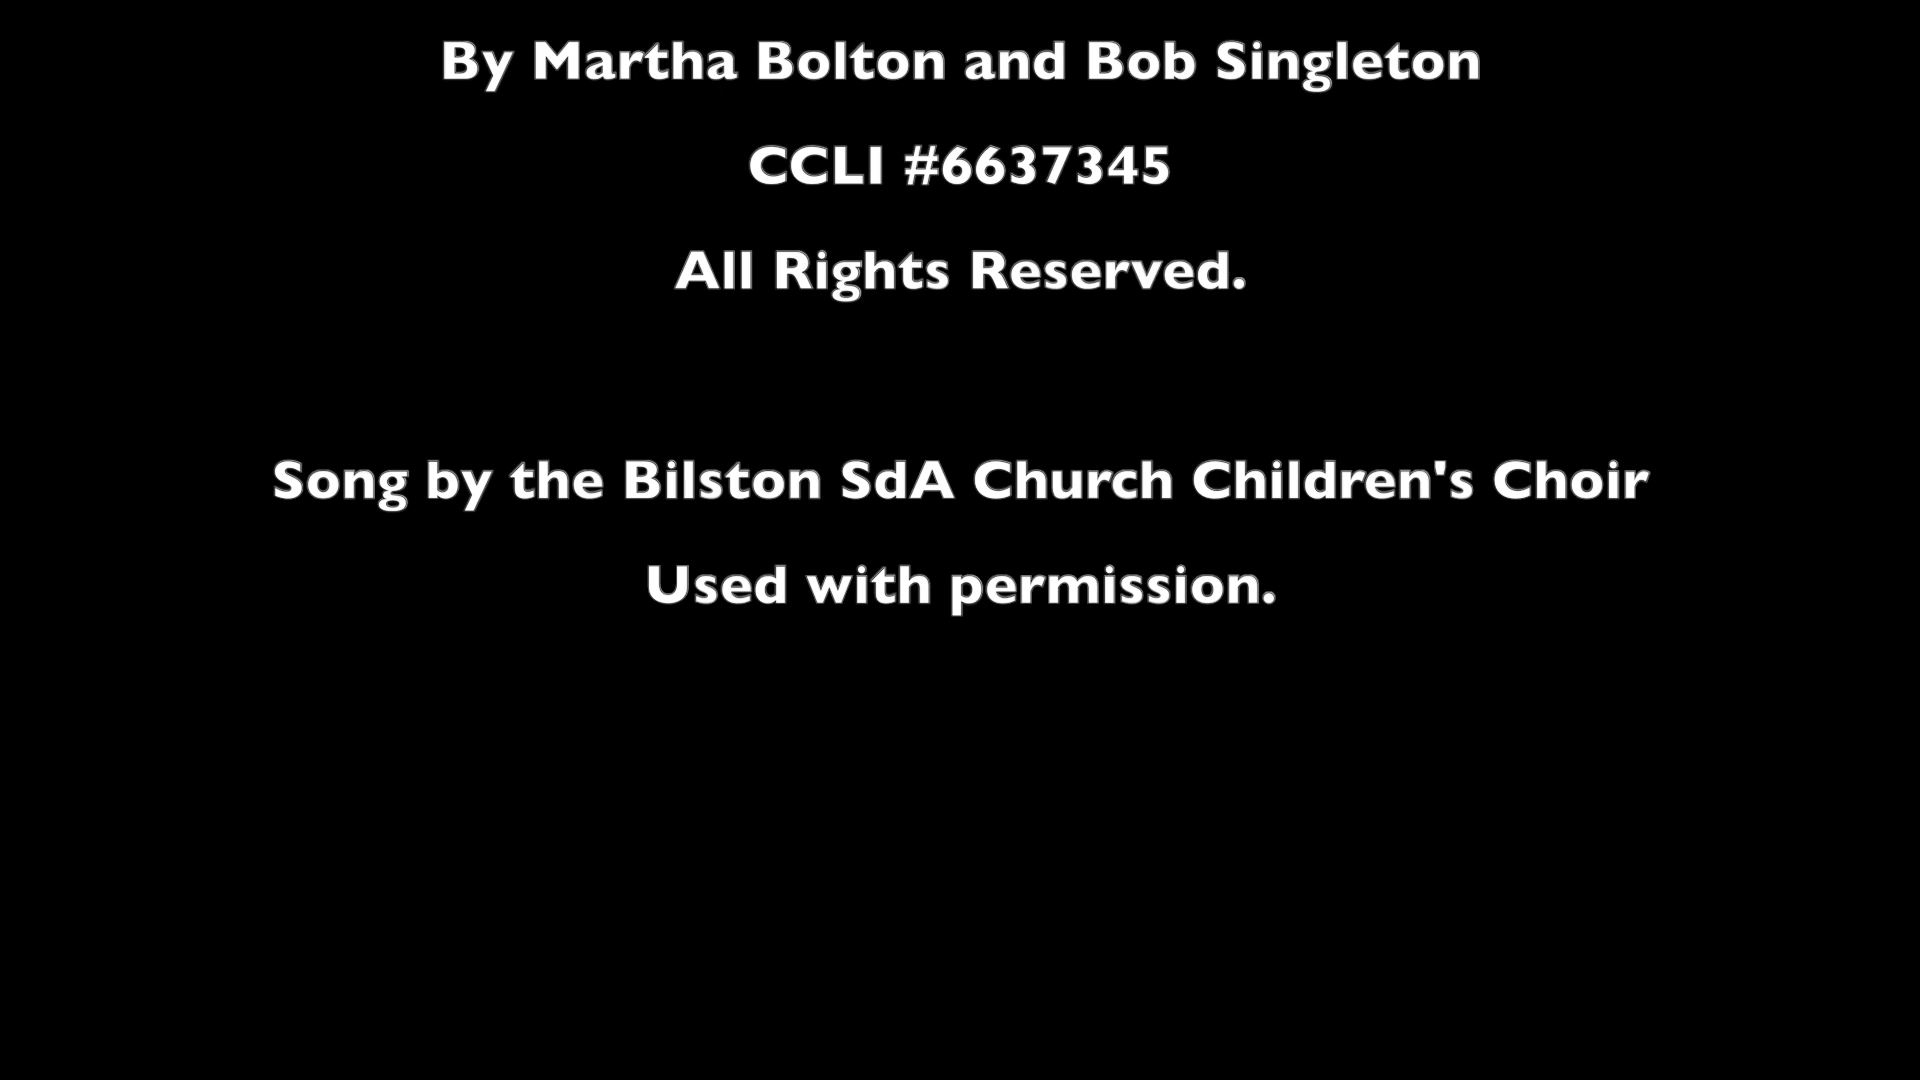 By Martha Bolton and Bob Singleton
CCLI #6637345
All Rights Reserved.
Song by the Bilston SdA Church Children's Choir
Used with permission.